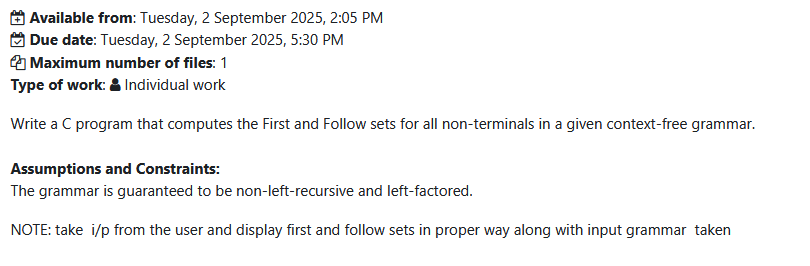 Available from: Tuesday, 2 September 2025, 2:05 PM
Due date: Tuesday, 2 September 2025, 5:30 PM
Maximum number of files: 1
Type of work: Individual work
Write a C program that computes the First and Follow sets for all non-terminals in a given context-free grammar.
Assumptions and Constraints:
The grammar is guaranteed to be non-left-recursive and left-factored.
NOTE: take i/p from the user and display first and follow sets in proper way along with input grammar taken